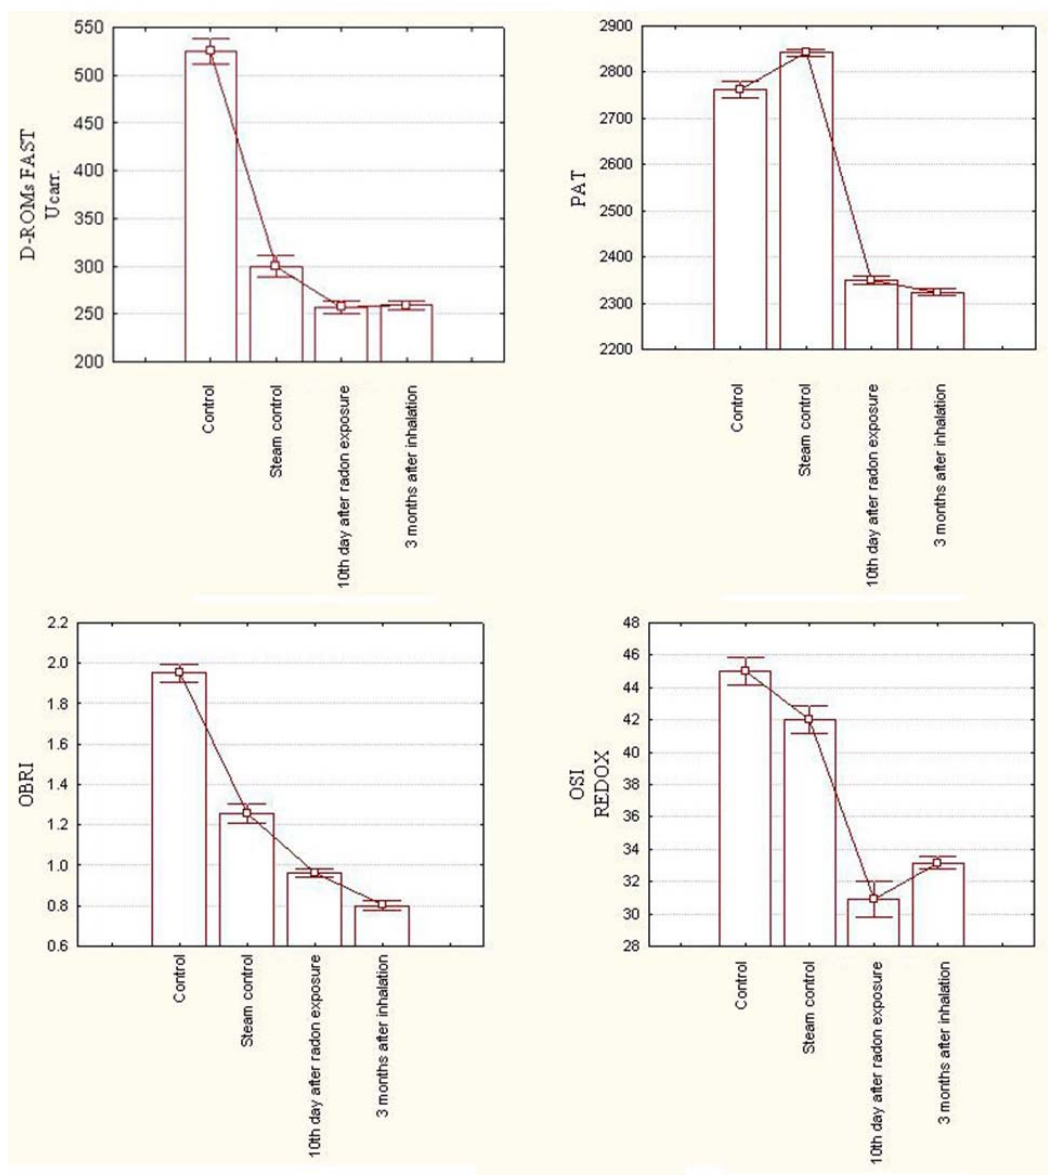 D-ROMs FAST
Ucarr.
550
500
450
400
350
300
250
200
Control
Steam control
10th day after radon exposure
3 months after inhalation
PAT
2900
2800
2700
2600
2500
2400
2300
2200
Control
Steam control
10th day after radon exposure
3 months after inhalation
OBRI
2.2
2.0
1.8
1.6
1.4
1.2
1.0
0.8
0.6
Control
Steam control
10th day after radon exposure
3 months after inhalation
OSI
REDOX
48
46
44
42
40
38
36
34
32
30
28
Control
Steam control
10th day after radon exposure
3 months after inhalation